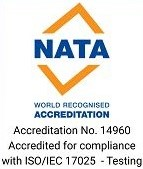 NATA
WORLD RECOGNISED
ACCREDITATION
Accreditation No. 14960
Accredited for compliance
with ISO/IEC 17025 - Testing